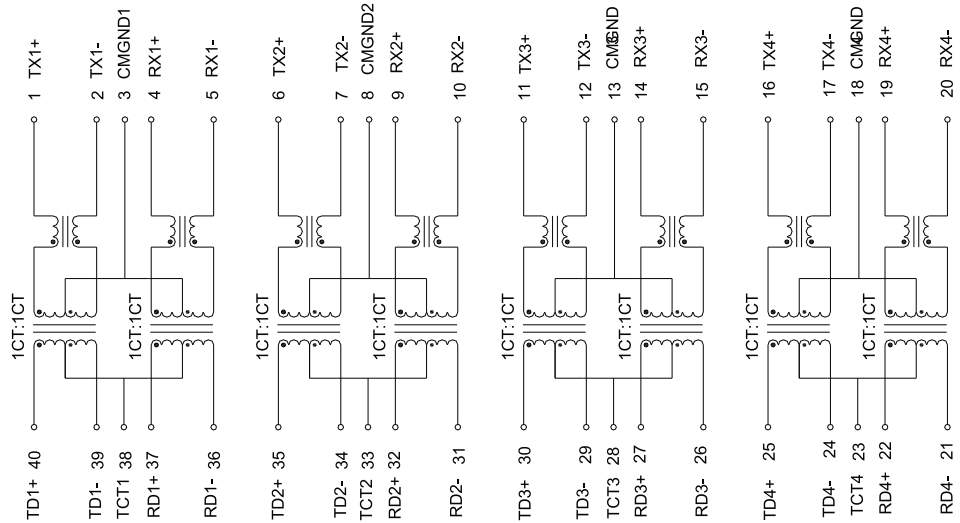 1 TX1+
2 TX1-
3 CMGND1
4 RX1+
5 RX1-
6 TX2+
7 TX2-
8 CMGND2
9 RX2+
10 RX2-
11 TX3+
12 TX3-
13 CMGND 3
14 RX3+
15 RX3-
16 TX4+
17 TX4-
18 CMGND 4
19 RX4+
20 RX4-
1CT:1CT
1CT:1CT
1CT:1CT
1CT:1CT
1CT:1CT
1CT:1CT
1CT:1CT
1CT:1CT
TD1+ 40
TD1- 39
TCT1 38
RD1+ 37
RD1- 36
TD2+ 35
TD2- 34
TCT2 33
RD2+ 32
RD2- 31
TD3+ 30
TD3- 29
TCT3 28
RD3+ 27
RD3- 26
TD4+ 25
TD4- 24
TCT4 23
RD4+ 22
RD4- 21